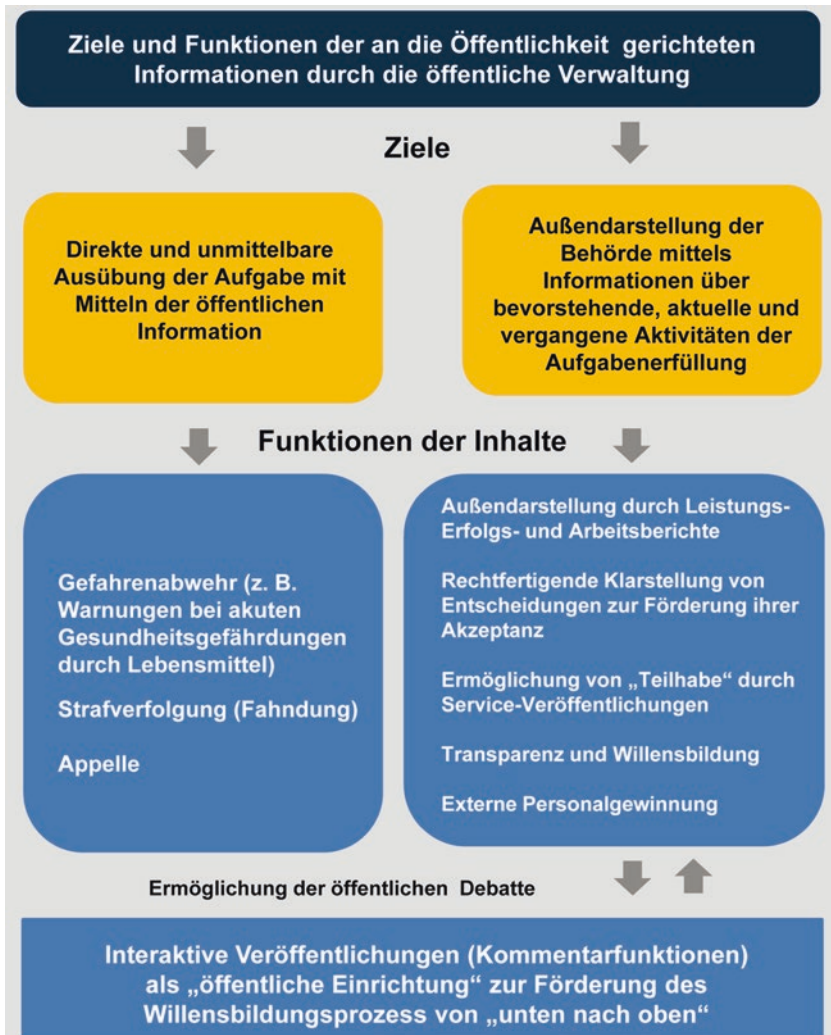 Ziele und Funktionen der an die Öffentlichkeit gerichteten
Informationen durch die öffentliche Verwaltung
Ziele
Direkte und unmittelbare
Ausübung der Aufgabe mit
Mitteln der öffentlichen
Information
Außendarstellung der
Behörde mittels
Informationen über
bevorstehende, aktuelle und
vergangene Aktivitäten der
Aufgabenerfüllung
Funktionen der Inhalte
Gefahrenabwehr (z. B.
Warnungen bei akuten
Gesundheitsgefährdungen
durch Lebensmittel)
Strafverfolgung (Fahndung)
Appelle
Außendarstellung durch Leistungs-
Erfolgs- und Arbeitsberichte
Rechtfertigende Klarstellung von
Entscheidungen zur Förderung ihrer
Akzeptanz
Ermöglichung von „Teilhabe“ durch
Service-Veröffentlichungen
Transparenz und Willensbildung
Externe Personalgewinnung
Ermöglichung der öffentlichen Debatte
Interaktive Veröffentlichungen (Kommentarfunktionen)
als „öffentliche Einrichtung“ zur Förderung des
Willensbildungsprozess von „unten nach oben“